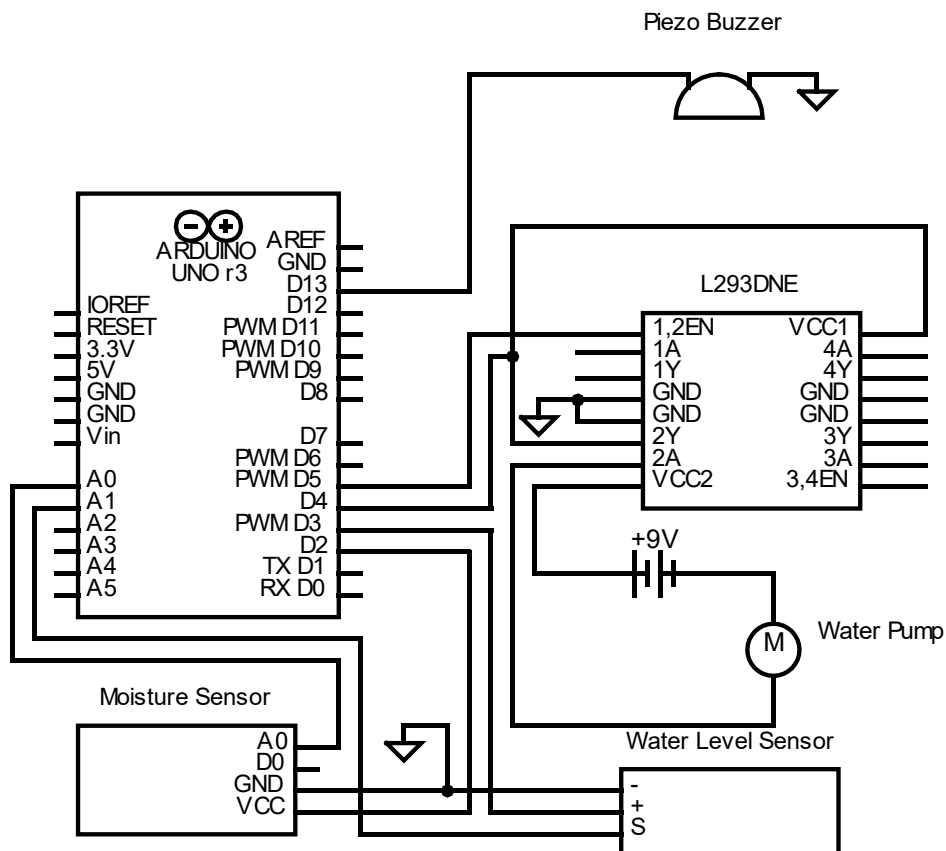 Piezo Buzzer
ARDUINO
UNO r3
AREF
GND
D13
D12
PWM D11
PWM D10
PWM D9
D8
D7
PWM D6
PWM D5
D4
PWM D3
D2
TX D1
RX D0
IOREF
RESET
3.3V
5V
GND
GND
Vin
A0
A1
A2
A3
A4
A5
L293DNE
1,2EN
1A
1Y
GND
GND
2Y
2A
VCC2
VCC1
4A
4Y
GND
GND
3Y
3A
3,4EN
+9V
M
Water Pump
Moisture Sensor
A0
D0
GND
VCC
Water Level Sensor
-
+
S